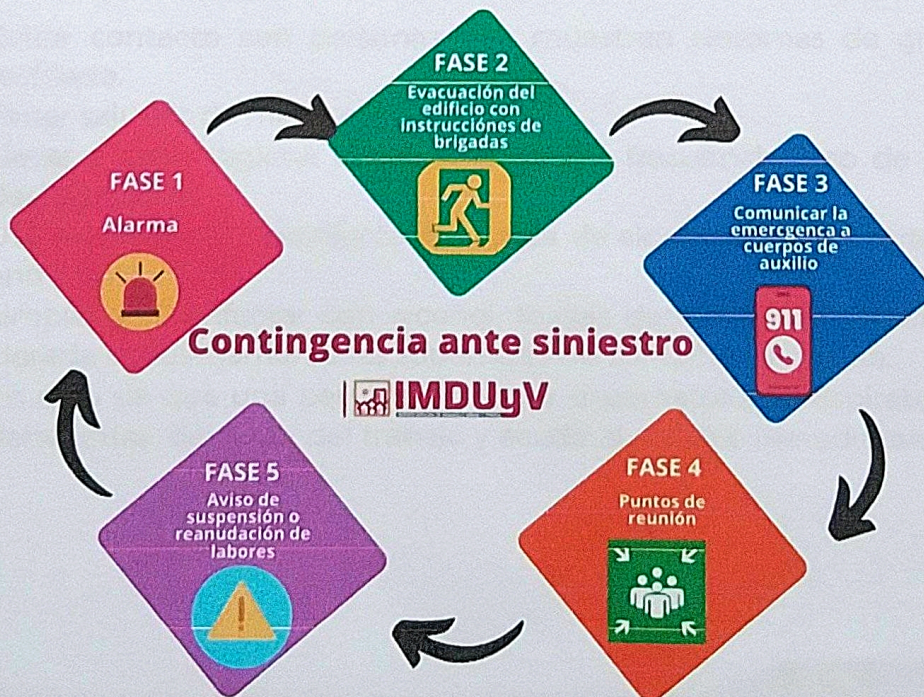 FASE 1
Alarma
FASE 2
Evacuación del
edificio con
instrucciónes de
brigadas
FASE 3
Comunicar la
emercgenca a
cuerpos de
auxilio
911
Contingencia ante siniestro
IMDUyV
FASE 4
Puntos de
reunión
FASE 5
Aviso de
suspensión o
reanudación de
labores